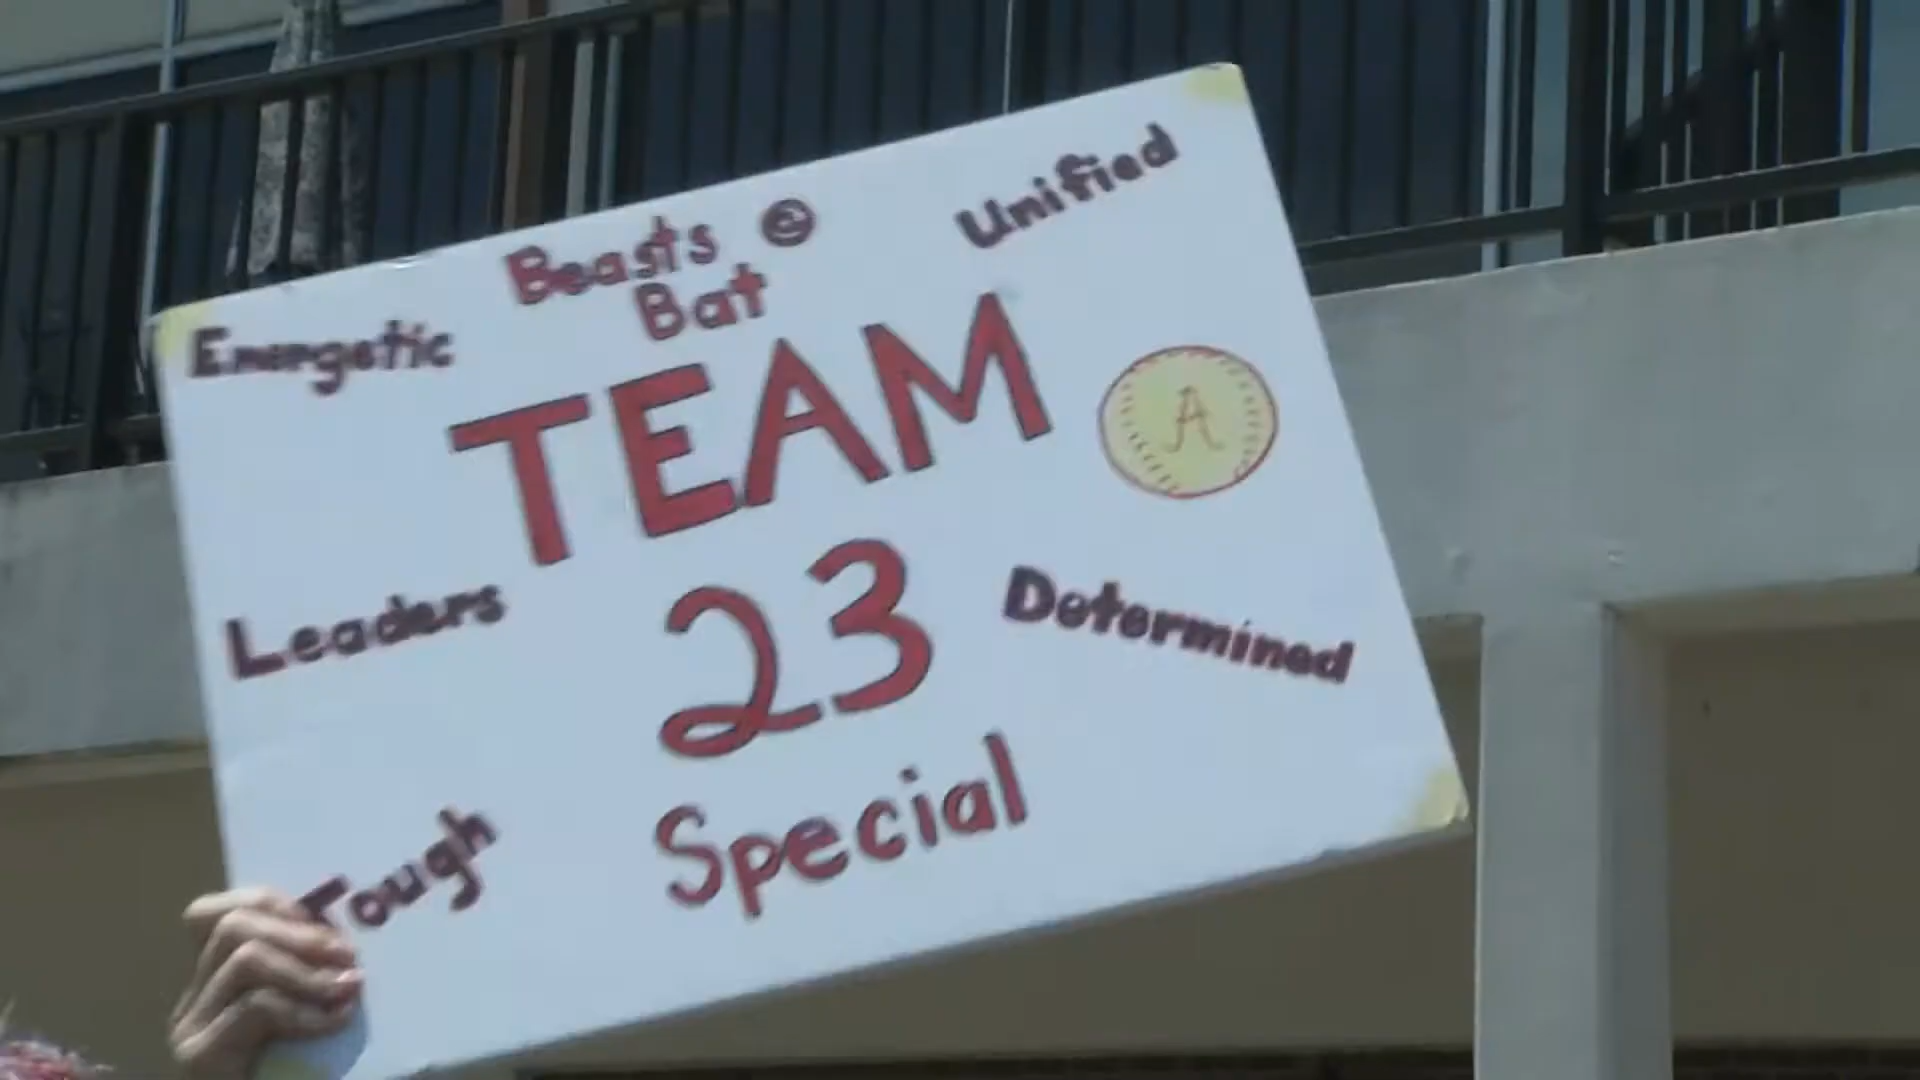 Unified
Beasts @
Bat
Energetic
TEAM
A
23
Leaders
Determined
Special
Tough